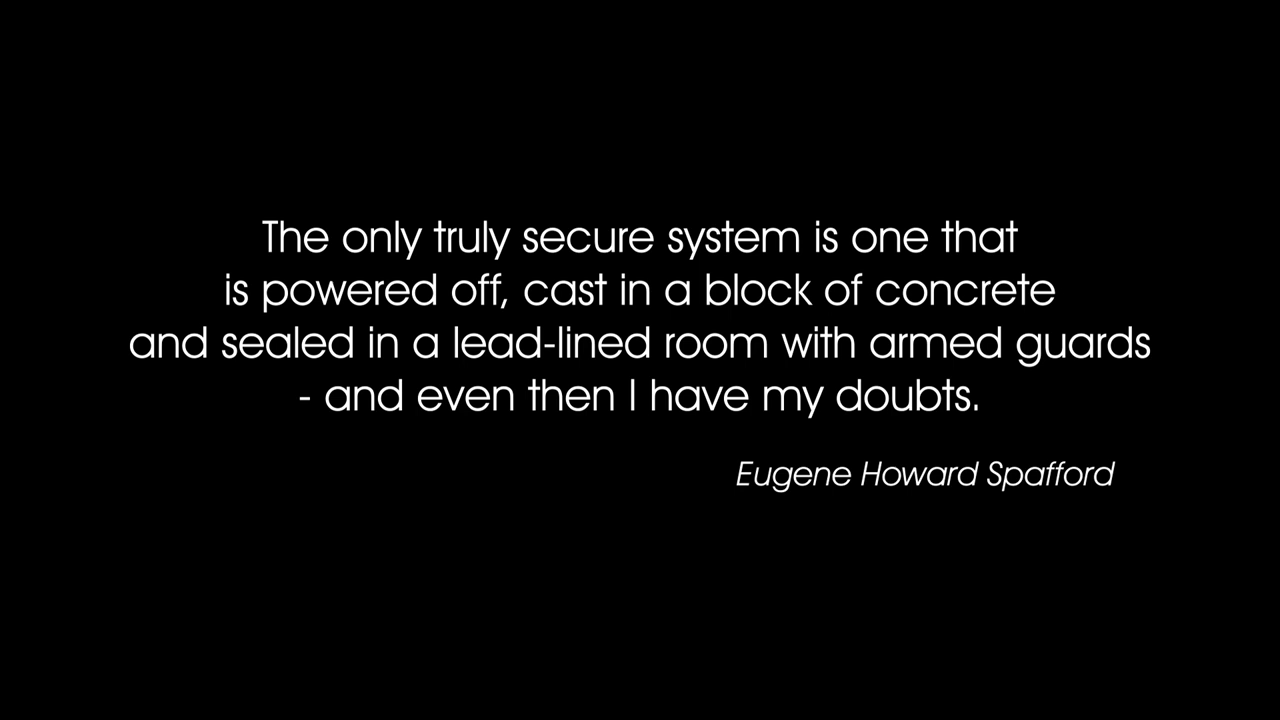 The only truly secure system is one that
is powered off, cast in a block of concrete
and sealed in a lead-lined room with armed guards
- and even then I have my doubts.
Eugene Howard Spafford